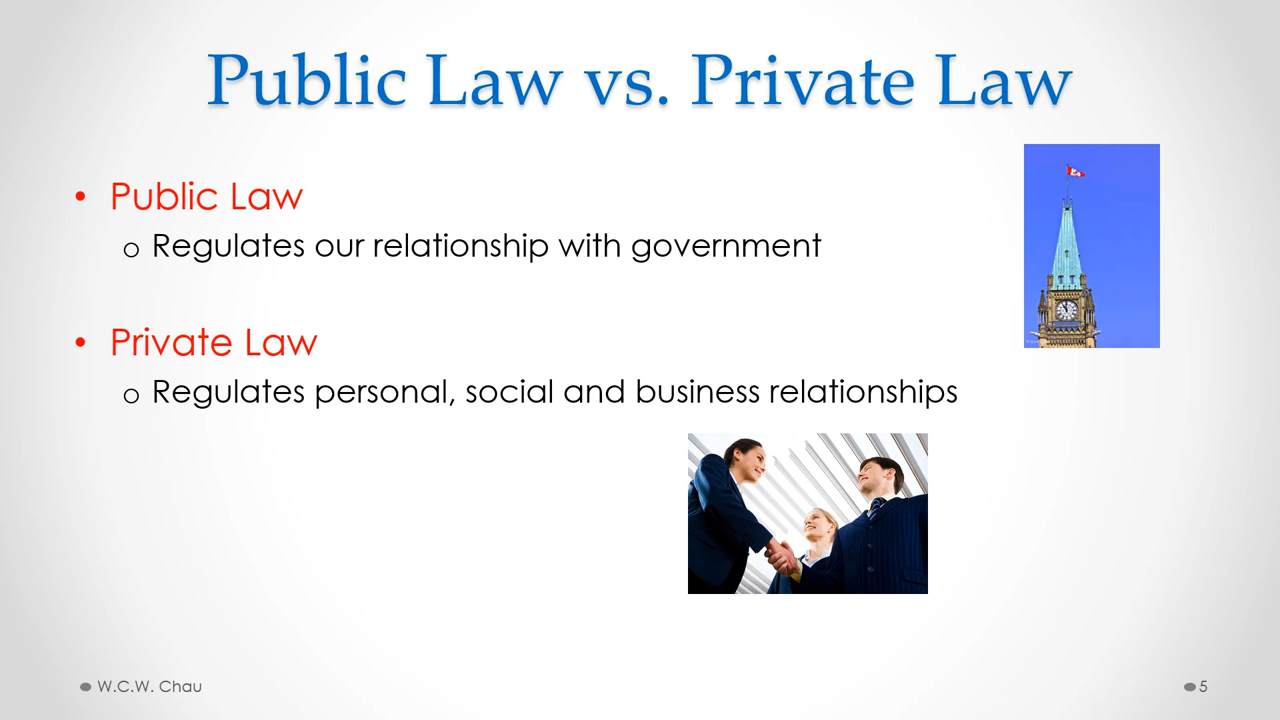 Public Law vs. Private Law
• Public Law
o Regulates our relationship with government
• Private Law
o Regulates personal, social and business relationships
W.C.W. Chau
5